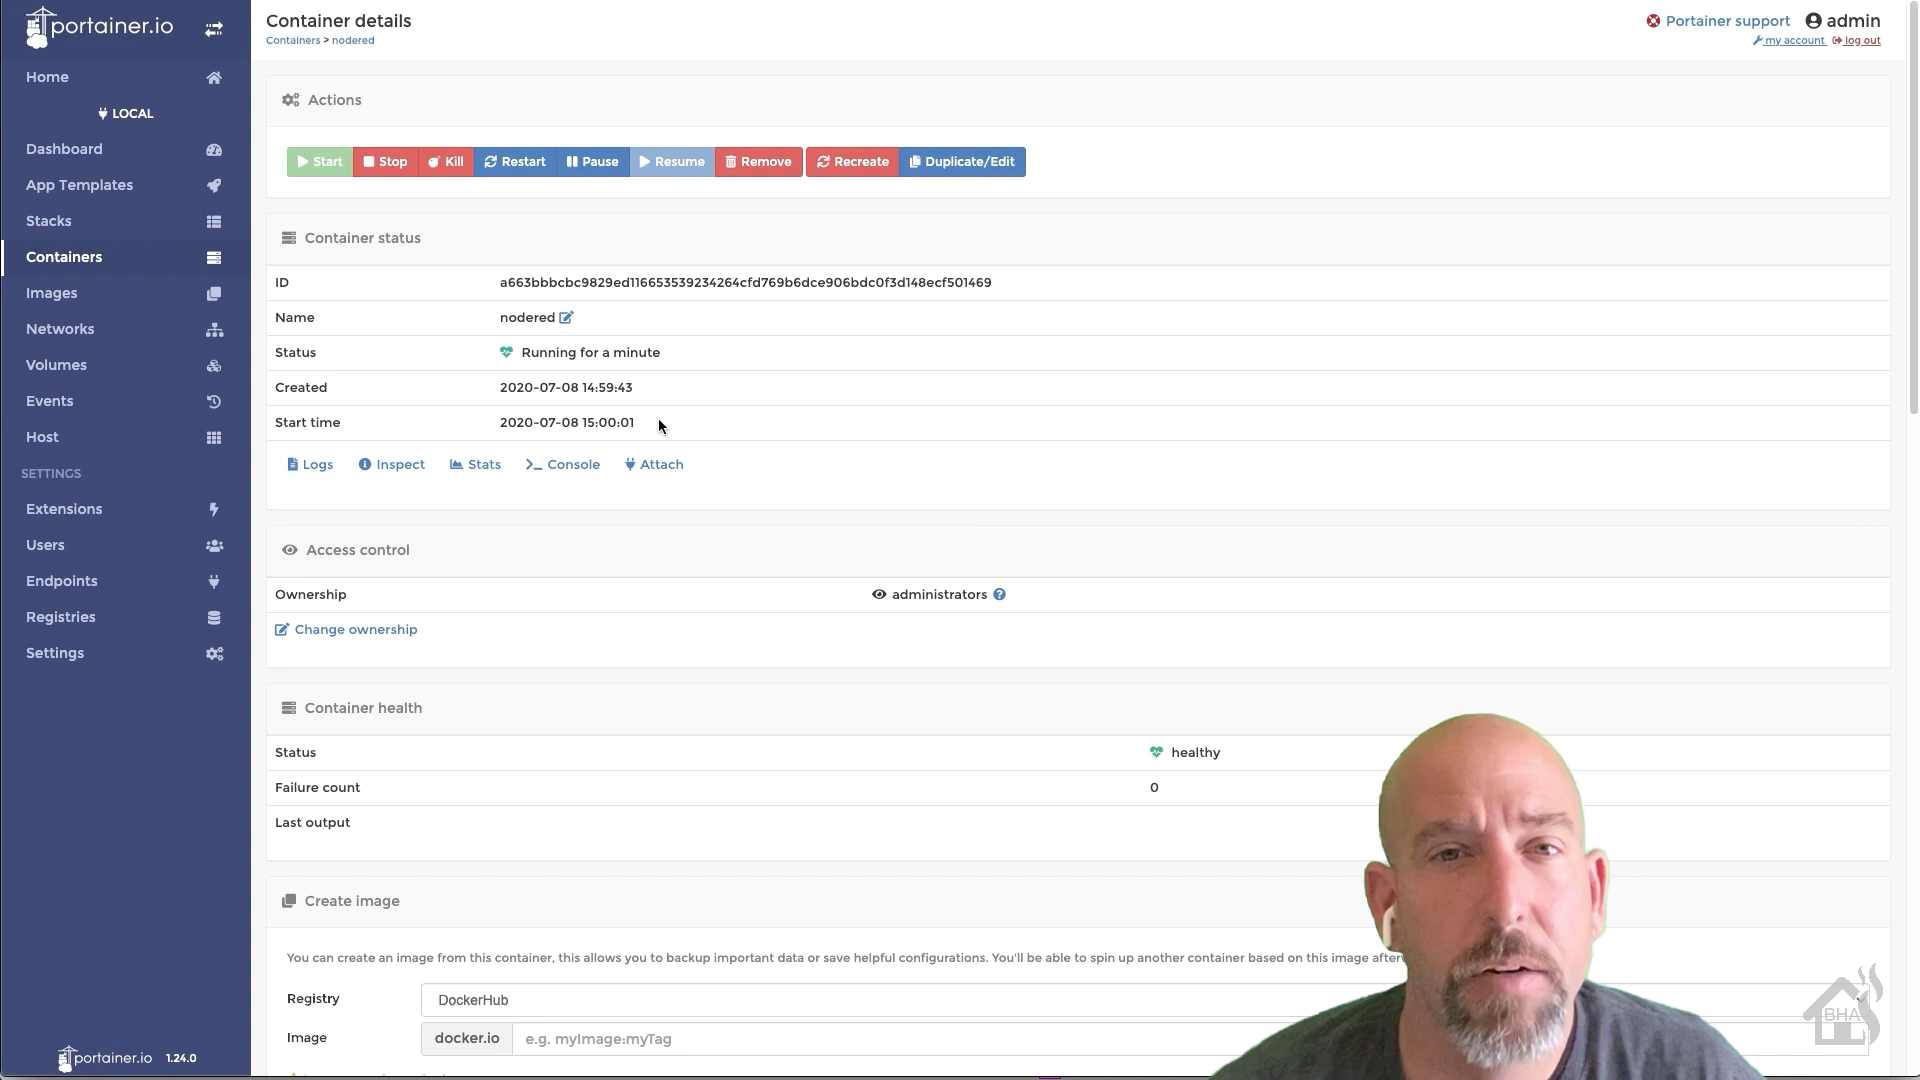 portainer.io
Container details
Containers > nodered
Portainer support admin
my account log out
Home
LOCAL
Dashboard
App Templates
Stacks
Containers
Images
Networks
Volumes
Events
Host
SETTINGS
Extensions
Users
Endpoints
Registries
Settings
portainer.io 1.24.0
Actions
Start Stop Kill Restart Pause Resume Remove Recreate Duplicate/Edit
Container status
ID a663bbbcbc9829ed116653539234264cfd769b6dce906bdc0f3d148ecf501469
Name nodered
Status Running for a minute
Created 2020-07-08 14:59:43
Start time 2020-07-08 15:00:01
Logs Inspect Stats Console Attach
Access control
Ownership administrators
Change ownership
Container health
Status healthy
Failure count 0
Last output
Create image
You can create an image from this container, this allows you to backup important data or save helpful configurations. You'll be able to spin up another container based on this image
Registry DockerHub
Image docker.io e.g. myImage:myTag
BHA